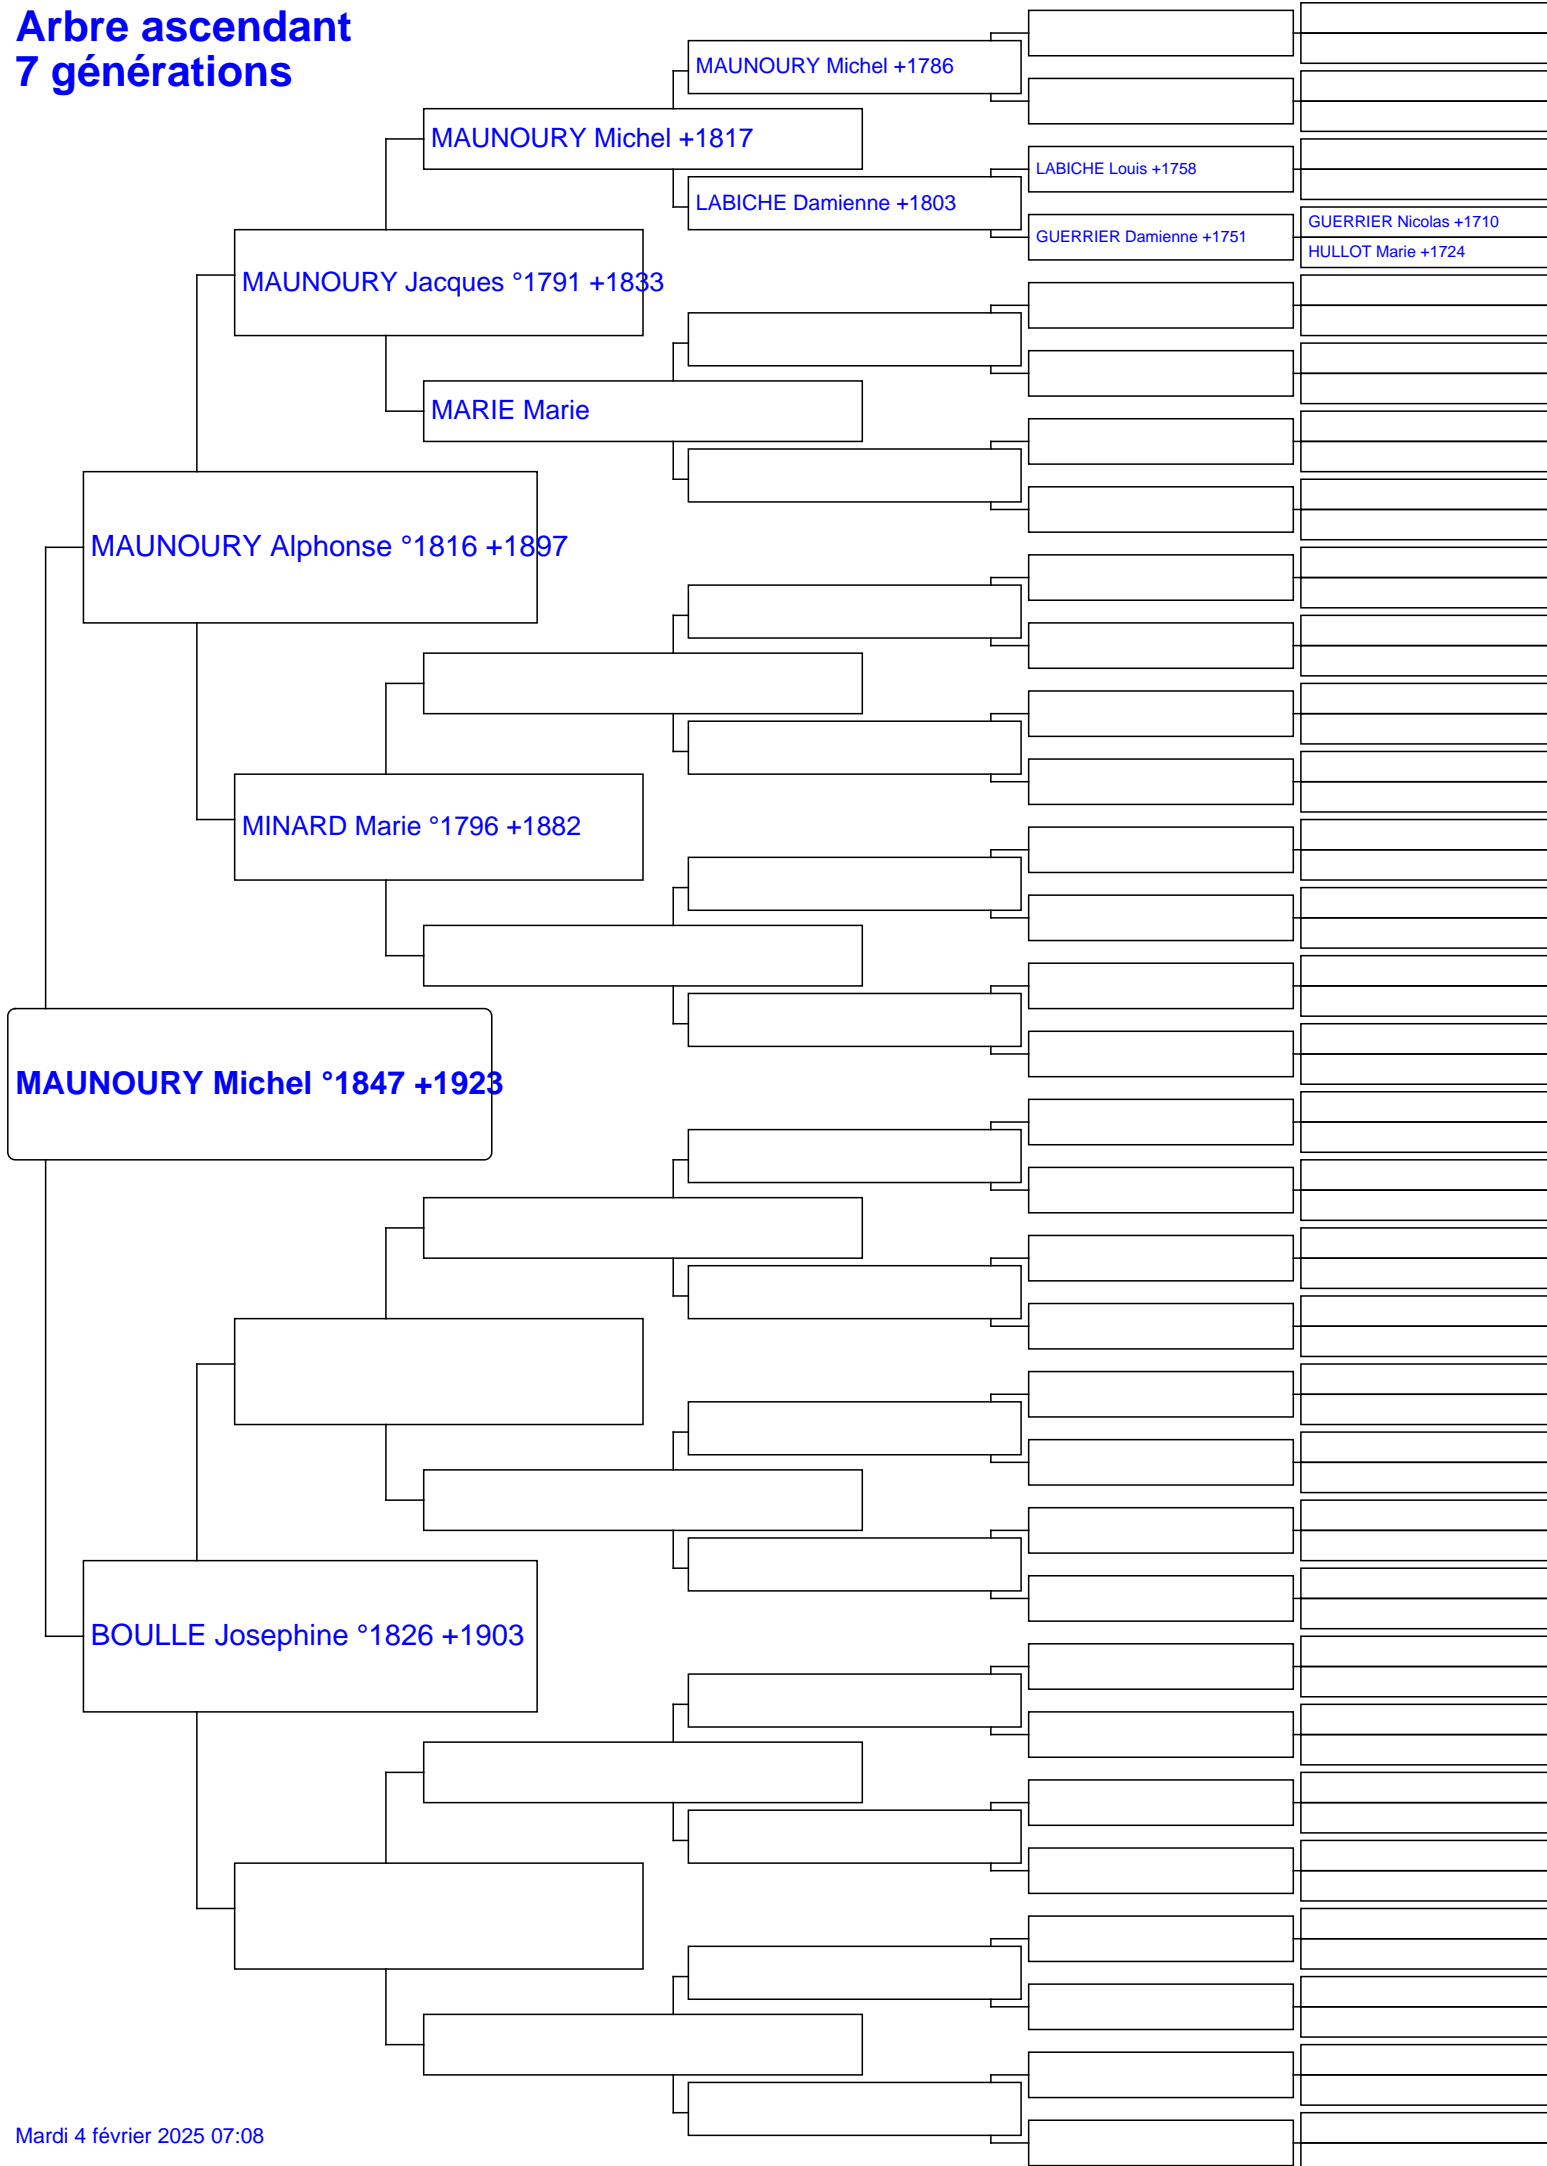 Arbre ascendant
7 générations
MAUNOURY Michel +1786
MAUNOURY Michel +1817
LABICHE Louis +1758
LABICHE Damienne +1803
GUERRIER Nicolas +1710
GUERRIER Damienne +1751
HULLOT Marie +1724
MAUNOURY Jacques °1791 +1833
MARIE Marie
MAUNOURY Alphonse °1816 +1897
MINARD Marie °1796 +1882
MAUNOURY Michel °1847 +1923
BOULLE Josephine °1826 +1903
Mardi 4 février 2025 07:08